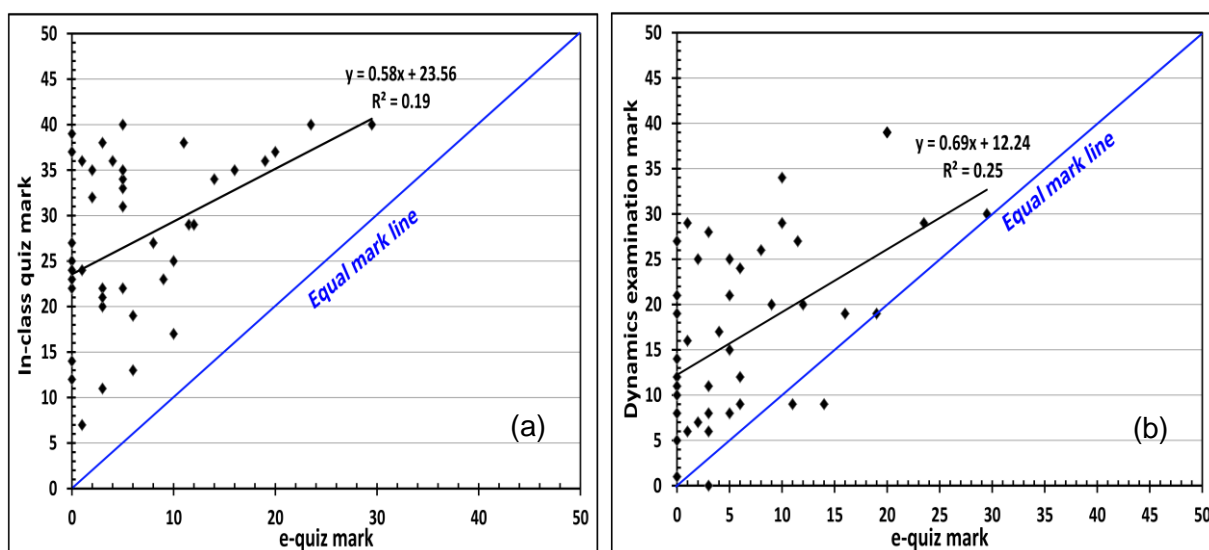 50
45
40
35
30
25
20
15
10
5
0
In-class quiz mark
y = 0.58x + 23.56
R² = 0.19
Equal mark line
(a)
0 10 20 30 40 50
e-quiz mark
50
45
40
35
30
25
20
15
10
5
0
Dynamics examination mark
y = 0.69x + 12.24
R² = 0.25
Equal mark line
(b)
0 5 10 15 20 25 30 35 40 45 50
e-quiz mark